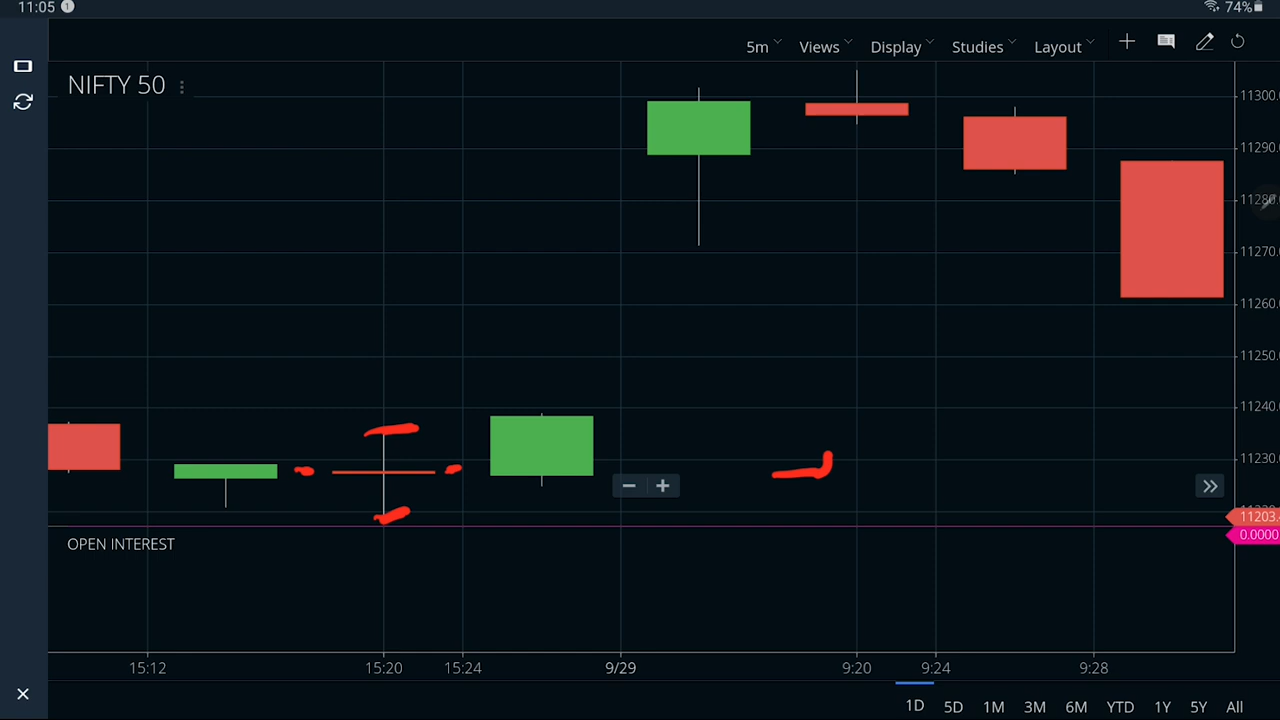 11:05 1 74%
5m Views Display Studies Layout
NIFTY 50
11300.
11290.
11280.
11270.
11260.
11250.
11240.
11230.
11203.
0.0000
OPEN INTEREST
15:12 15:20 15:24 9/29 9:20 9:24 9:28
1D 5D 1M 3M 6M YTD 1Y 5Y All